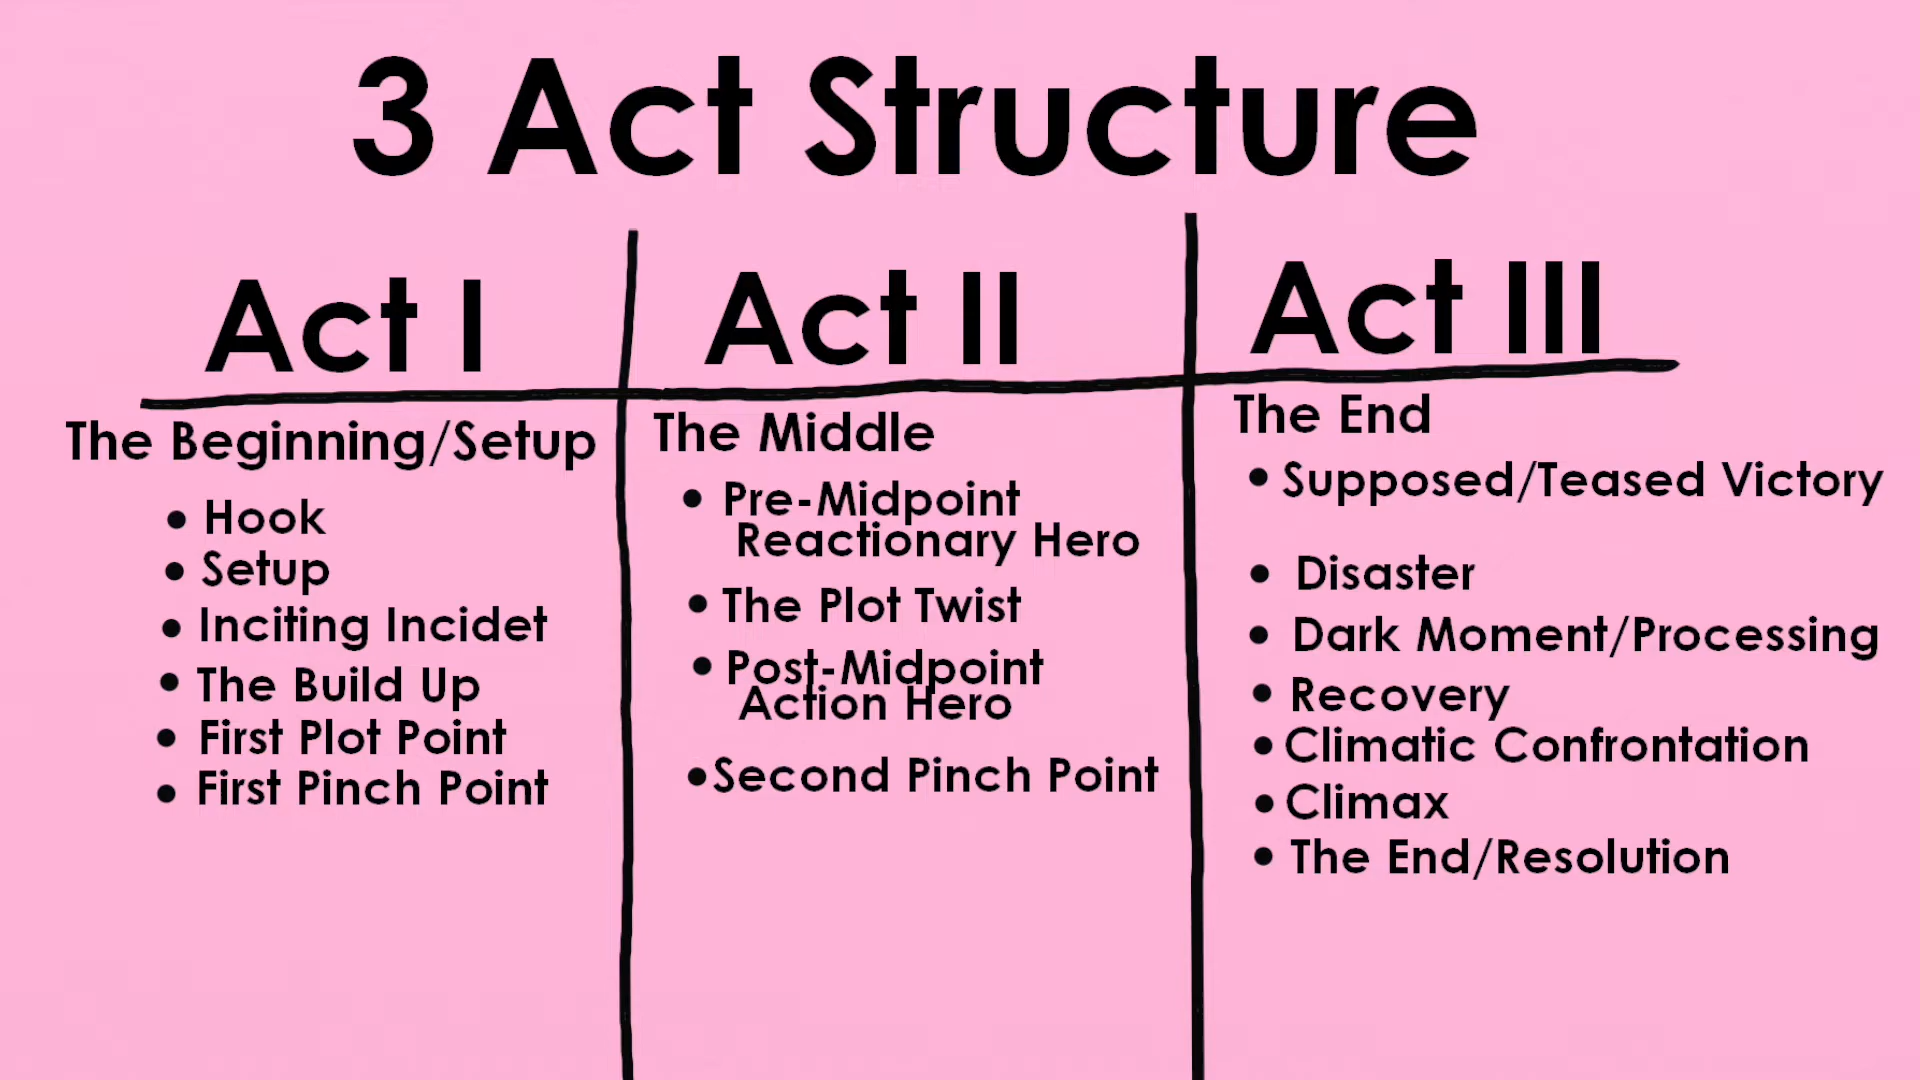 3 Act Structure
Act I
The Beginning/Setup
• Hook
• Setup
• Inciting Incidet
• The Build Up
• First Plot Point
• First Pinch Point
Act II
The Middle
• Pre-Midpoint
Reactionary Hero
• The Plot Twist
• Post-Midpoint
Action Hero
• Second Pinch Point
Act III
The End
• Supposed/Teased Victory
• Disaster
• Dark Moment/Processing
• Recovery
• Climatic Confrontation
• Climax
• The End/Resolution